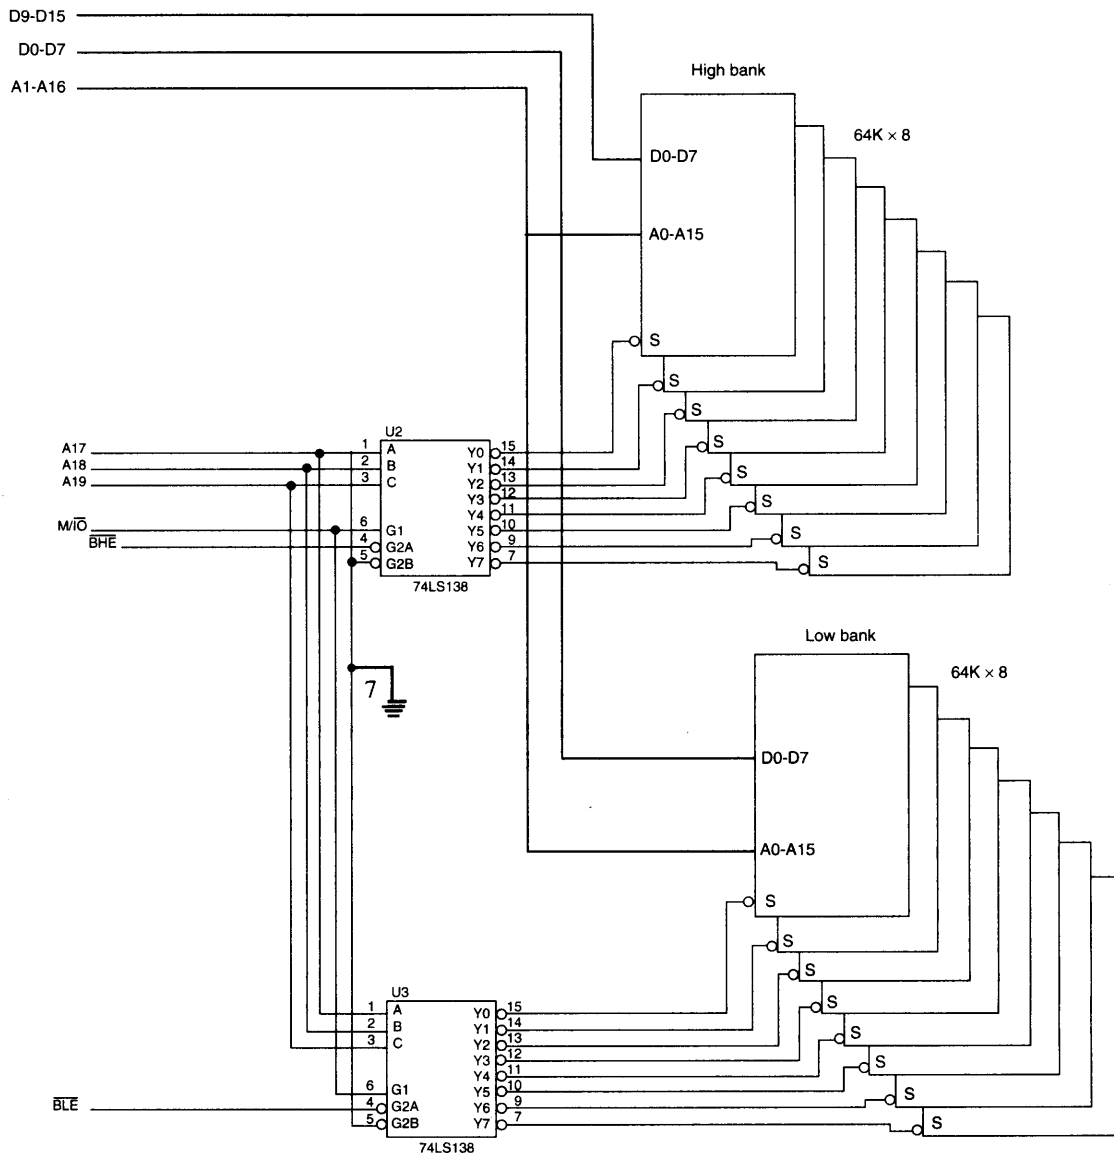 D9-D15
D0-D7
A1-A16
High bank
64K × 8
D0-D7
A0-A15
S
S
S
S
S
S
S
S
U2
A17 1 A Y0 15
A18 2 B Y1 14
A19 3 C Y2 13
Y3 12
Y4 11
M/I̅O̅ 6 G1 Y5 10
B̅H̅E̅ 4 G2A Y6 9
5 G2B Y7 7
74LS138
7
Low bank
64K × 8
D0-D7
A0-A15
S
S
S
S
S
S
S
S
U3
1 A Y0 15
2 B Y1 14
3 C Y2 13
Y3 12
Y4 11
6 G1 Y5 10
B̅L̅E̅ 4 G2A Y6 9
5 G2B Y7 7
74LS138